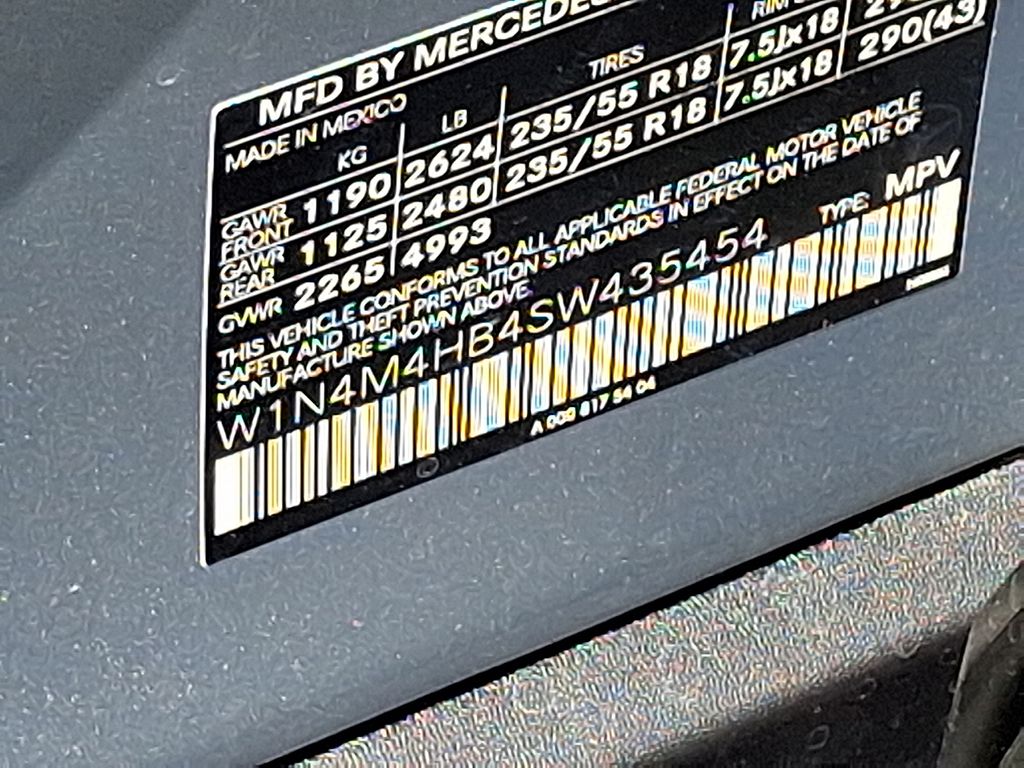 MFD BY MERCEDES
MADE IN MEXICO
KG LB TIRES RIM
GAWR FRONT 1190 2624 235/55 R18 7.5Jx18
GAWR REAR 1125 2480 235/55 R18 7.5Jx18 290(43)
GVWR 2265 4993
THIS VEHICLE CONFORMS TO ALL APPLICABLE FEDERAL MOTOR VEHICLE
SAFETY AND THEFT PREVENTION STANDARDS IN EFFECT ON THE DATE OF
MANUFACTURE SHOWN ABOVE.
W1N4M4HB4SW435454 TYPE: MPV
A 009 817 54 04